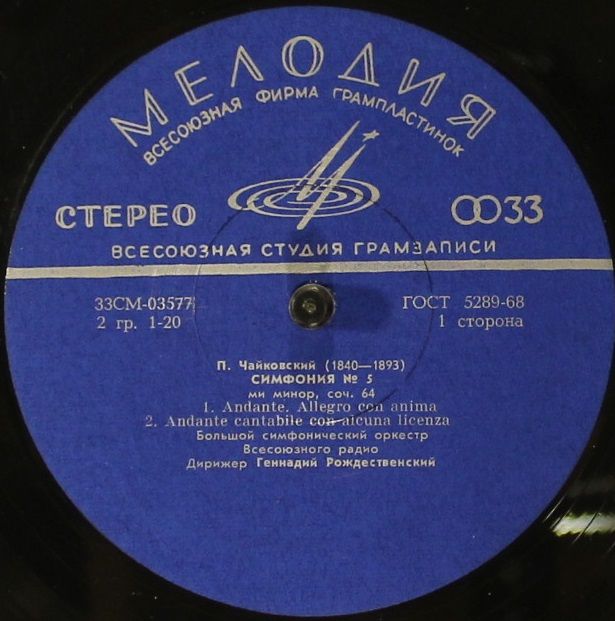 МЕЛОДИЯ
ВСЕСОЮЗНАЯ ФИРМА ГРАМПЛАСТИНОК
СТЕРЕО 33
ВСЕСОЮЗНАЯ СТУДИЯ ГРАМЗАПИСИ
33СМ-03577 ГОСТ 5289-68
2 гр. 1-20 1 сторона
П. Чайковский (1840—1893)
СИМФОНИЯ № 5
ми минор, соч. 64
1. Andante. Allegro con anima
2. Andante cantabile con alcuna licenza
Большой симфонический оркестр
Всесоюзного радио
Дирижер Геннадий Рождественский